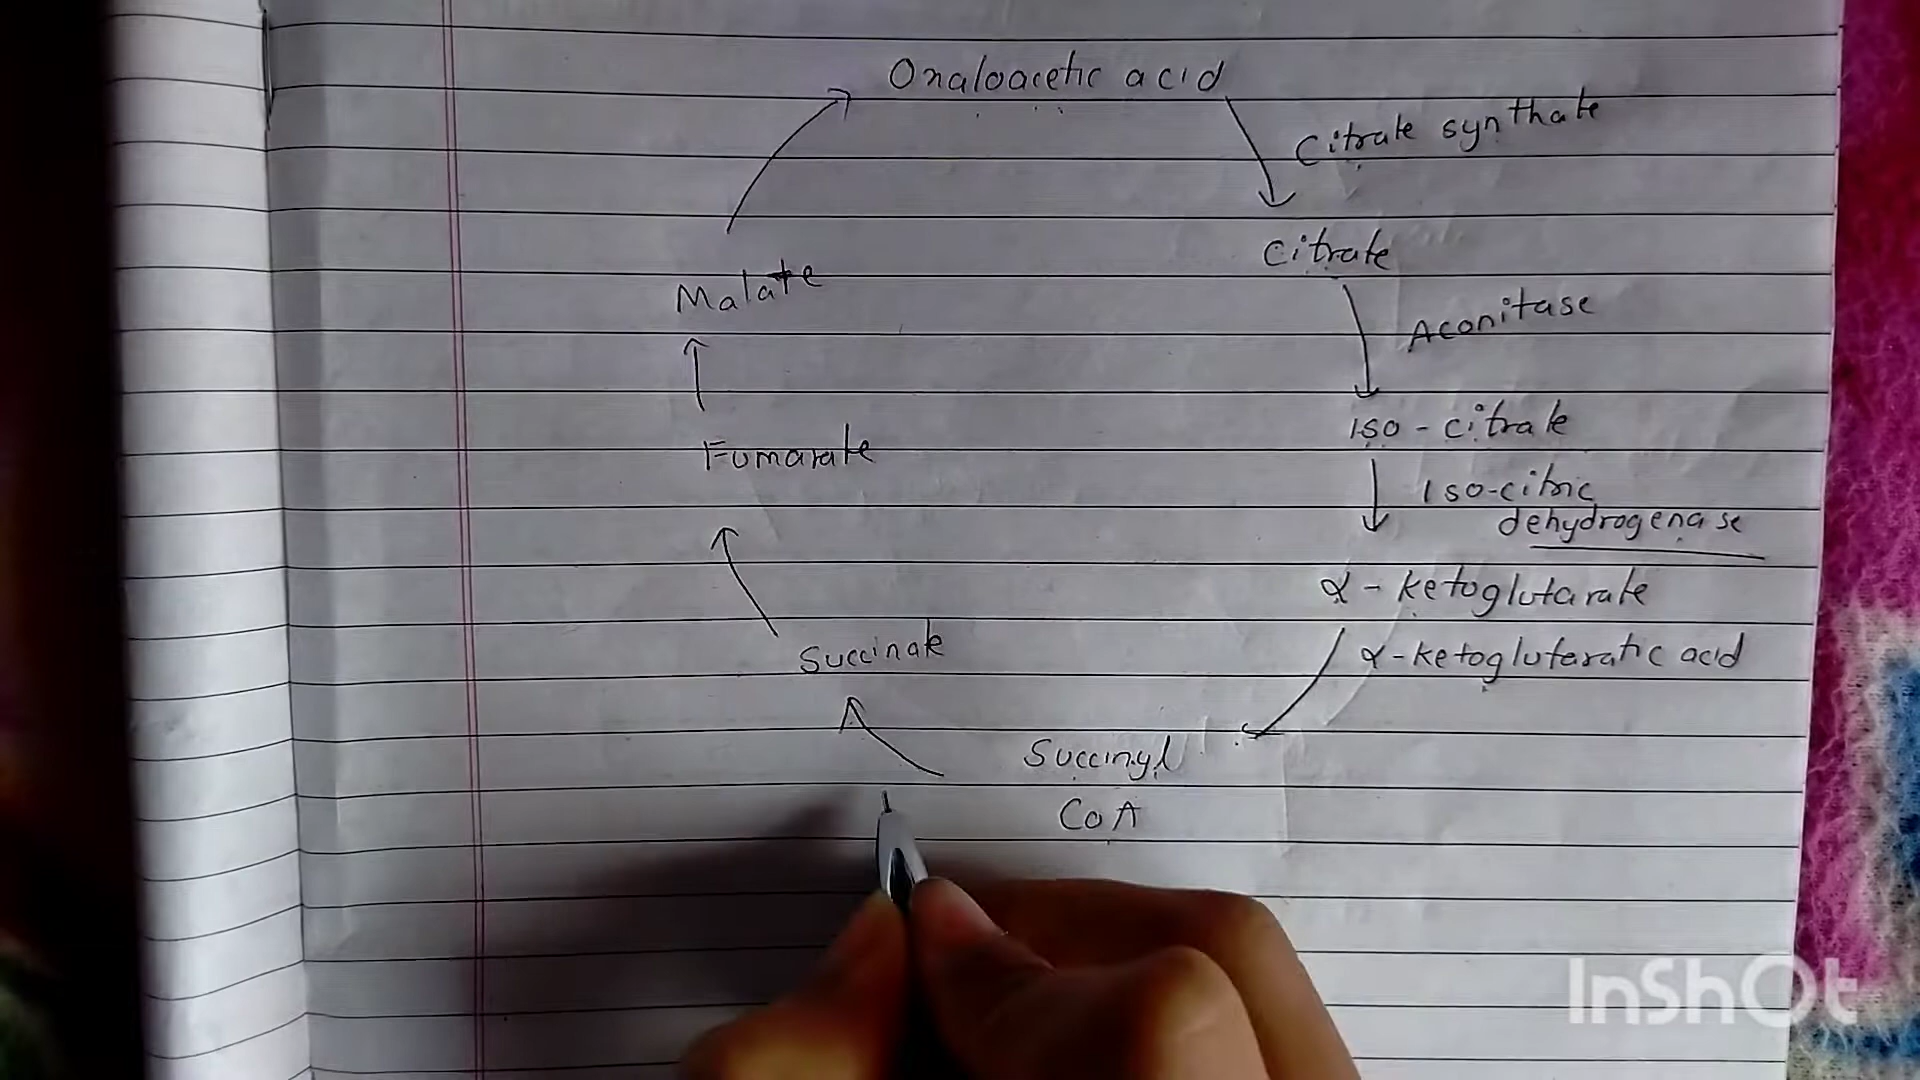 Oxaloacetic acid
Citrate synthate
Citrate
Malate
Aconitase
Iso-citrate
Fumarate
Iso-citric
dehydrogenase
α-ketoglutarate
Succinate
α-ketoglutaratic acid
Succinyl
CoA
InShOt